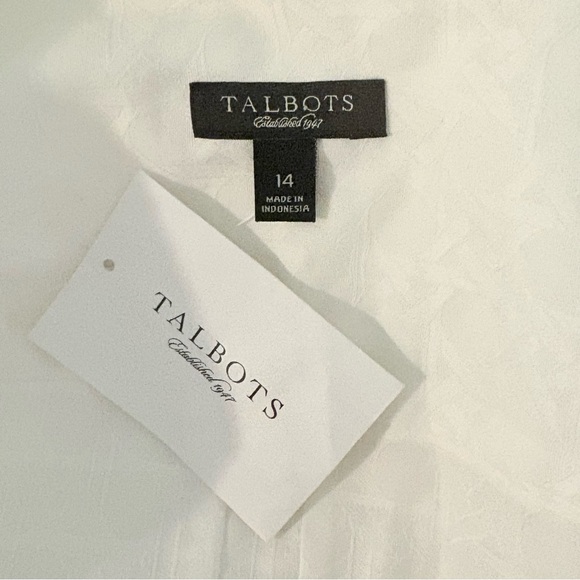 TALBOTS
Established 1947
14
MADE IN
INDONESIA
TALBOTS
Established 1947